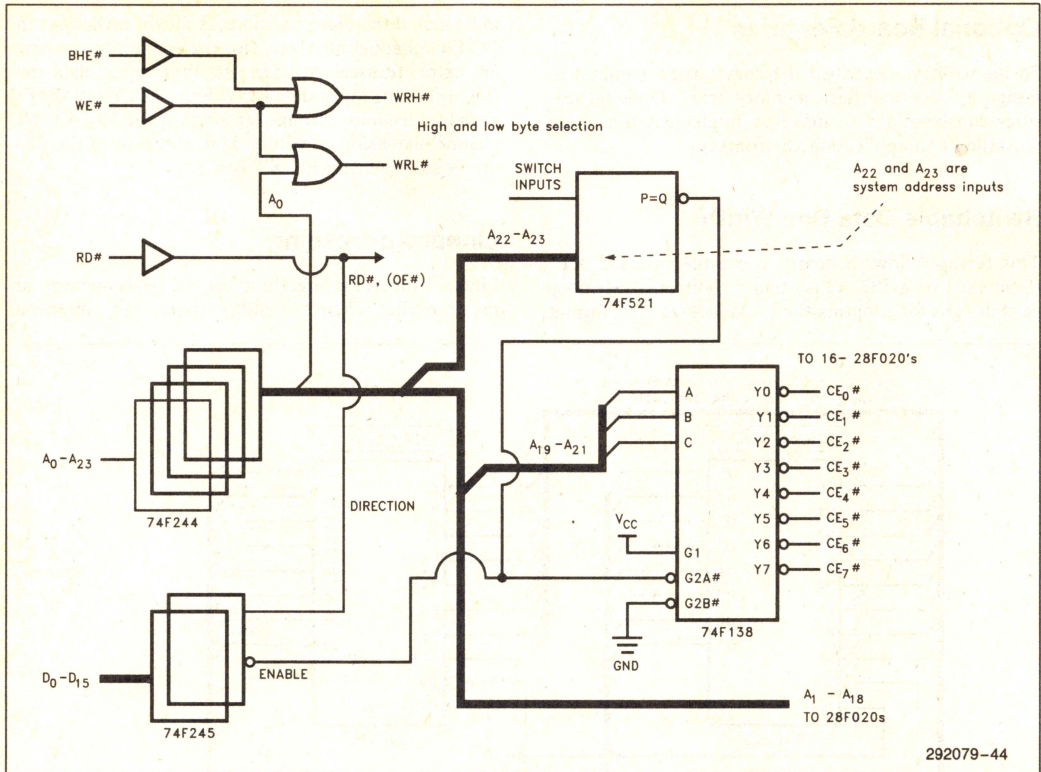 BHE#
WE#
WRH#
High and low byte selection
WRL#
A0
RD#
RD#, (OE#)
SWITCH
INPUTS
P=Q
A22–A23
74F521
A22 and A23 are
system address inputs
A0–A23
74F244
DIRECTION
D0–D15
ENABLE
74F245
A19–A21
VCC
TO 16- 28F020's
A
B
C
G1
G2A#
G2B#
Y0
Y1
Y2
Y3
Y4
Y5
Y6
Y7
CE0#
CE1#
CE2#
CE3#
CE4#
CE5#
CE6#
CE7#
74F138
GND
A1 – A18
TO 28F020s
292079–44